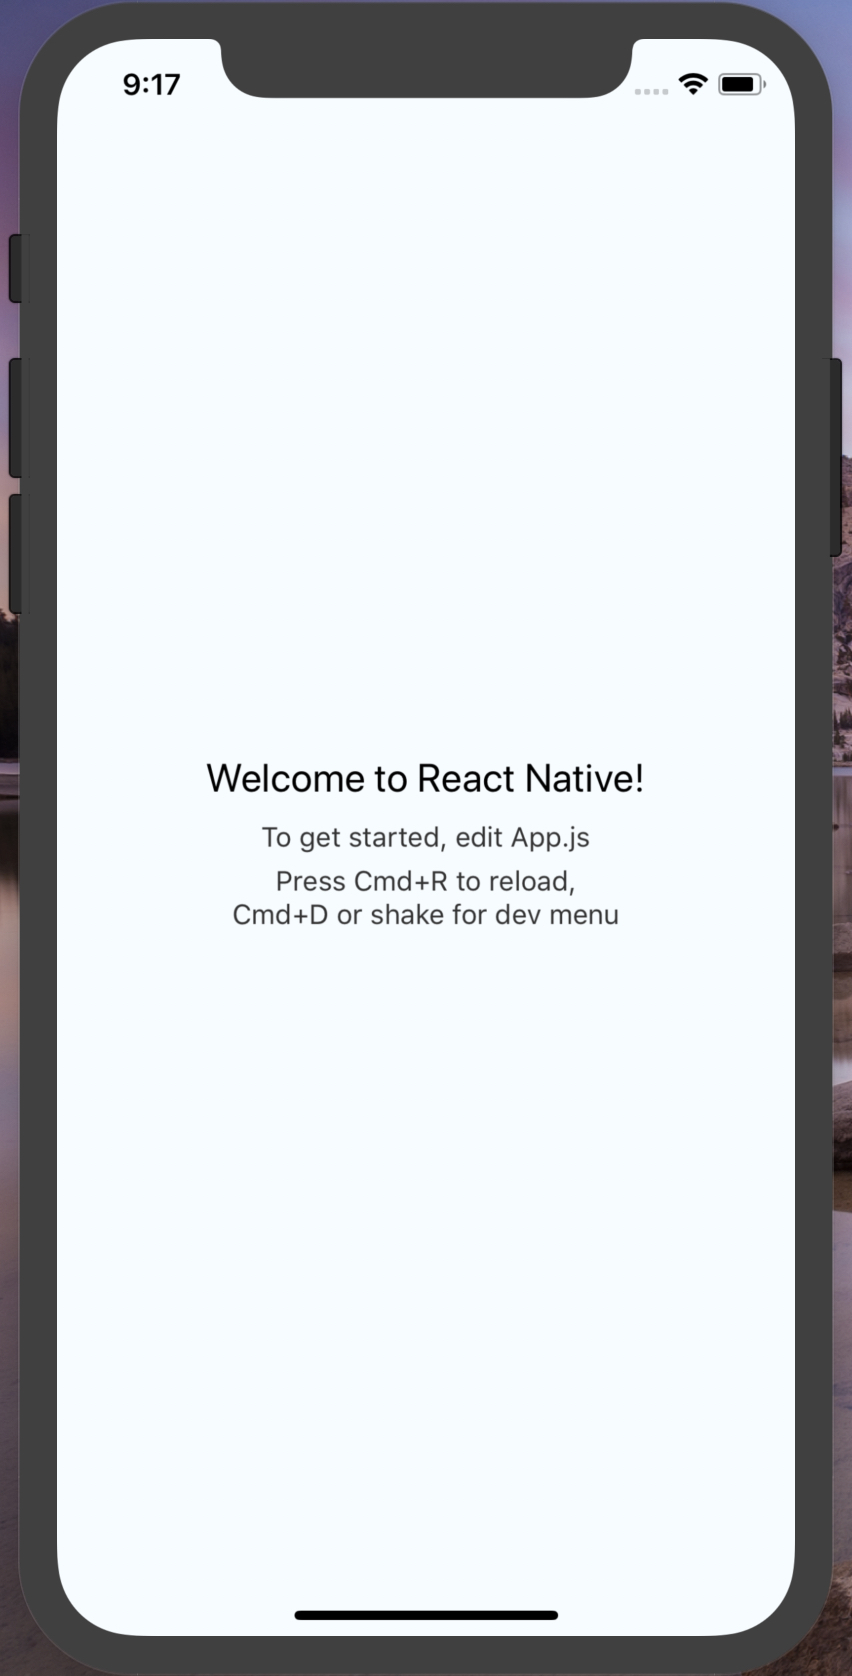 9:17
Welcome to React Native!
To get started, edit App.js
Press Cmd+R to reload,
Cmd+D or shake for dev menu